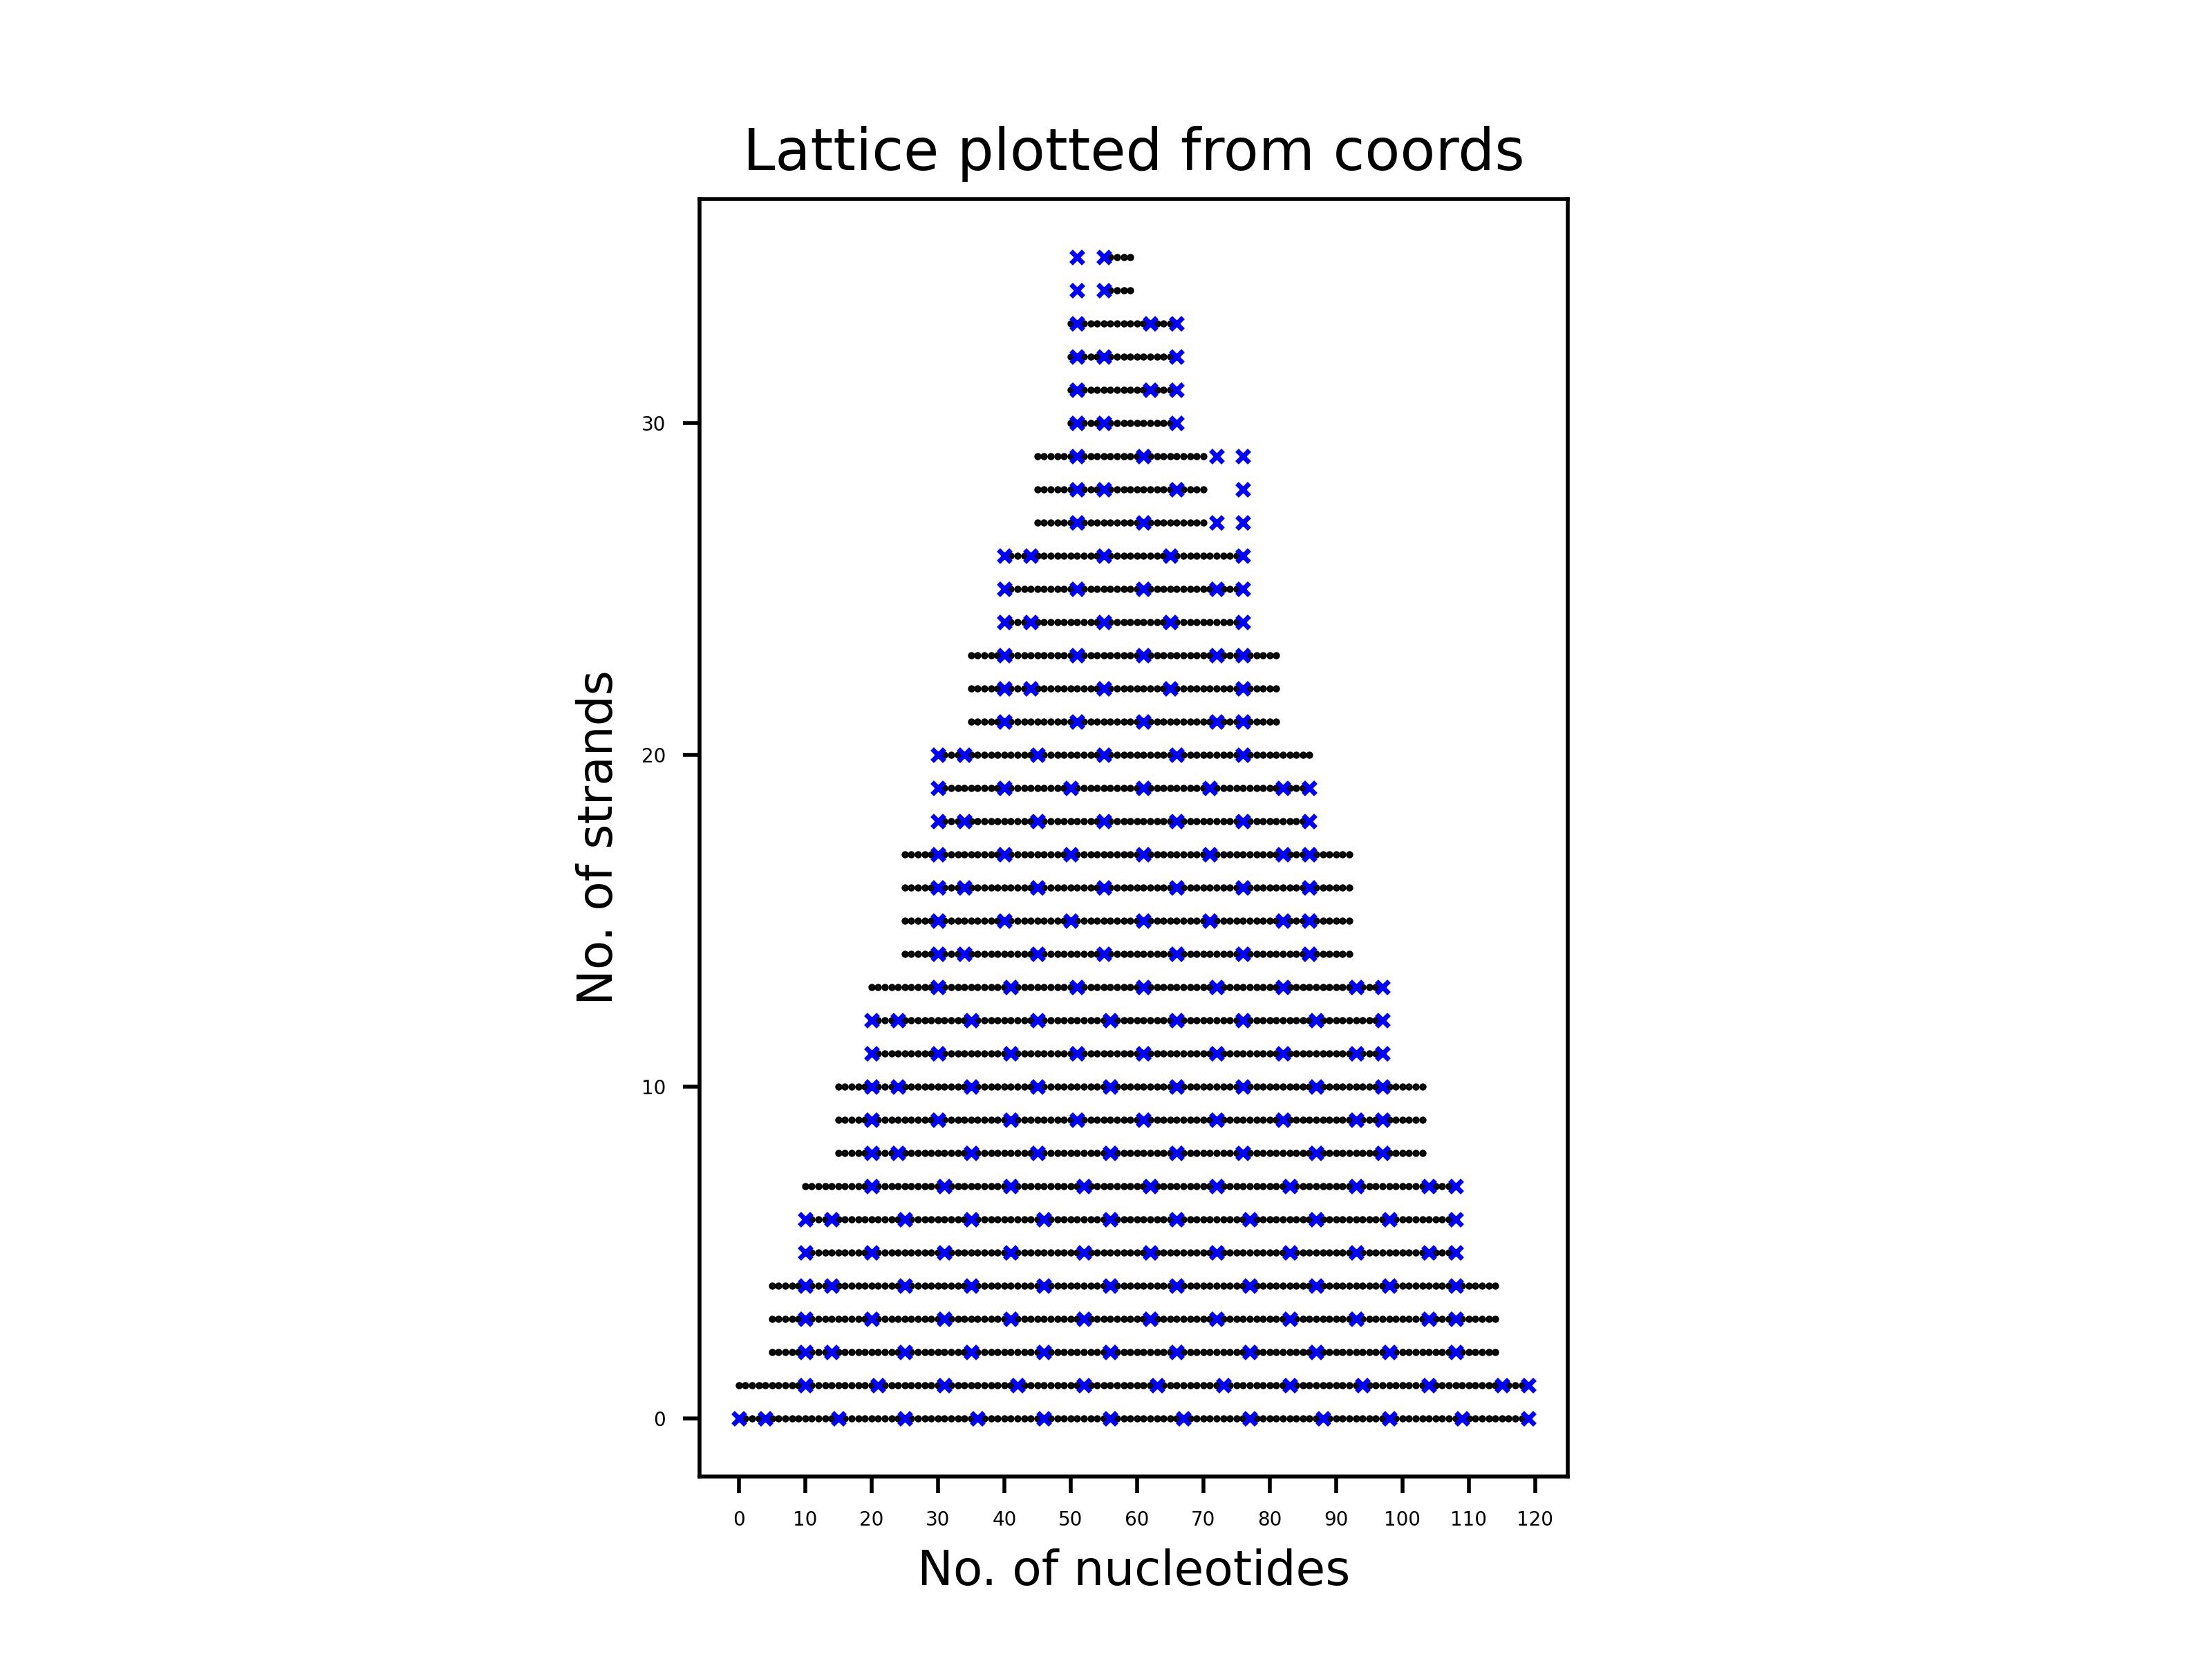 Lattice plotted from coords
No. of strands
30
20
10
0
0 10 20 30 40 50 60 70 80 90 100 110 120
No. of nucleotides